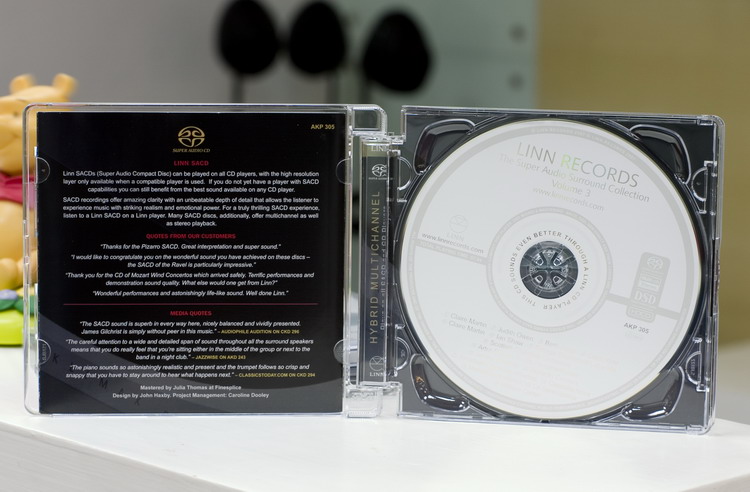 AKP 305
SUPER AUDIO CD
LINN SACD
Linn SACDs (Super Audio Compact Disc) can be played on all CD players, with the high resolution
layer only available when a compatible player is used. If you do not yet have a player with SACD
capabilities you can still benefit from the best sound available on any CD player.
SACD recordings offer amazing clarity with an unbeatable depth of detail that allows the listener to
experience music with striking realism and emotional power. For a truly thrilling SACD experience,
listen to a Linn SACD on a Linn player. Many SACD discs, additionally, offer multichannel as well
as stereo playback.
QUOTES FROM OUR CUSTOMERS
"Thanks for the Pizarro SACD. Great interpretation and super sound."
"I would like to congratulate you on the wonderful sound you have achieved on these discs –
the SACD of the Ravel is particularly impressive."
"Thank you for the CD of Mozart Wind Concertos which arrived safely. Terrific performances and
demonstration sound quality. What else would one get from Linn?"
"Wonderful performances and astonishingly life-like sound. Well done Linn."
MEDIA QUOTES
"The SACD sound is superb in every way here, nicely balanced and vividly presented.
James Gilchrist is simply without peer in this music." – AUDIOPHILE AUDITION ON CKD 296
"The careful attention to a wide and detailed span of sound throughout all the surround speakers
means that you do really feel that you're sitting either in the middle of the group or next to the
band in a night club." – JAZZWISE ON AKD 243
"The piano sounds so astonishingly realistic and present and the trumpet follows so crisp and
snappy that you have to stay around to hear what happens next." – CLASSICSTODAY.COM ON CKD 294
Mastered by Julia Thomas at Finesplice
Design by John Haxby. Project Management: Caroline Dooley
LINN
HYBRID MULTICHANNEL
LINN
LINN RECORDS
The Super Audio Surround Collection
Volume 3
www.linnrecords.com
THIS CD SOUNDS EVEN BETTER THROUGH A LINN CD PLAYER
DSD
AKP 305